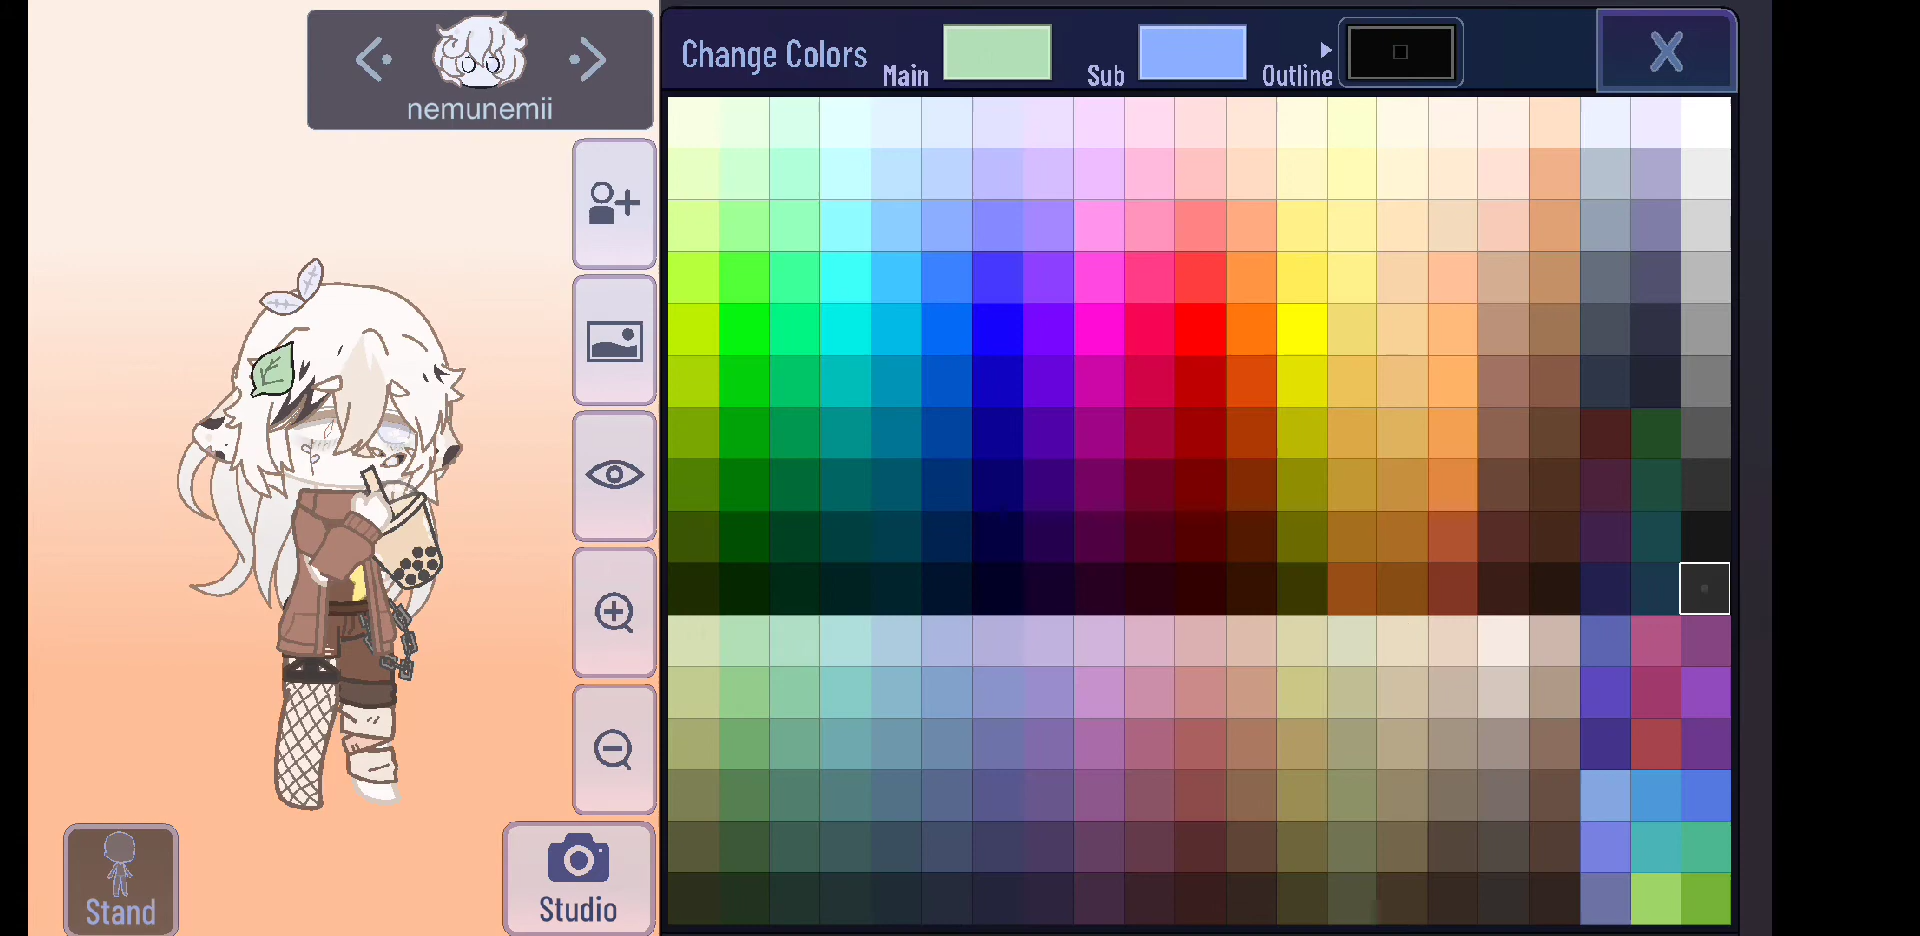 nemunemii
Change Colors
Main
Sub
Outline
X
Stand
Studio